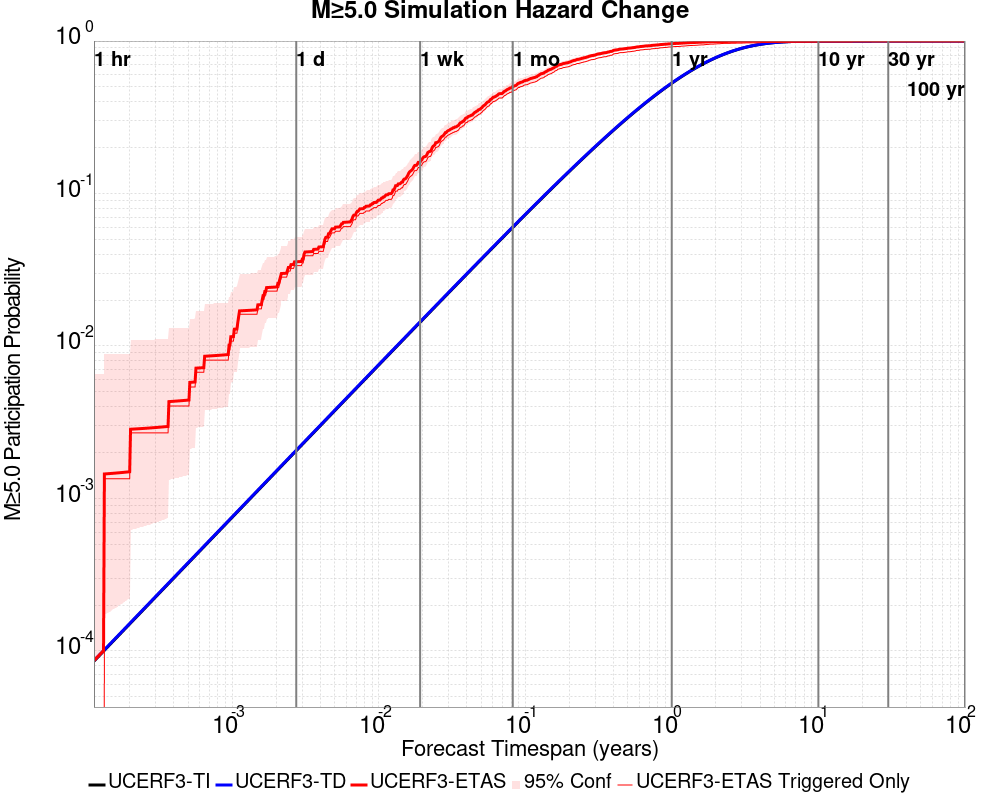 M≥5.0 Simulation Hazard Change
10^0
1 hr
1 d
1 wk
1 mo
1 yr
10 yr
30 yr
100 yr
10^-1
10^-2
10^-3
10^-4
M≥5.0 Participation Probability
10^-3
10^-2
10^-1
10^0
10^1
10^2
Forecast Timespan (years)
UCERF3-TI
UCERF3-TD
UCERF3-ETAS
95% Conf
UCERF3-ETAS Triggered Only